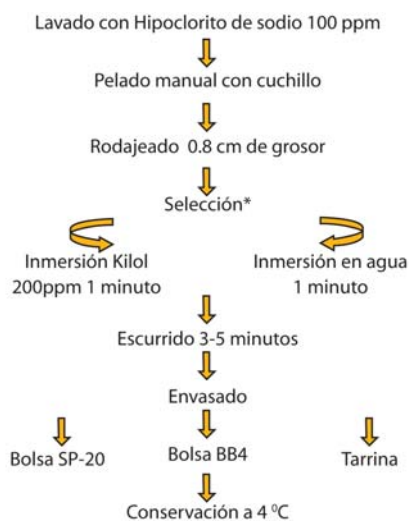 Lavado con Hipoclorito de sodio 100 ppm
Pelado manual con cuchillo
Rodajeado 0.8 cm de grosor
Selección*
Inmersión Kilol
200ppm 1 minuto
Inmersión en agua
1 minuto
Escurrido 3-5 minutos
Envasado
Bolsa SP-20
Bolsa BB4
Tarrina
Conservación a 4 ⁰C